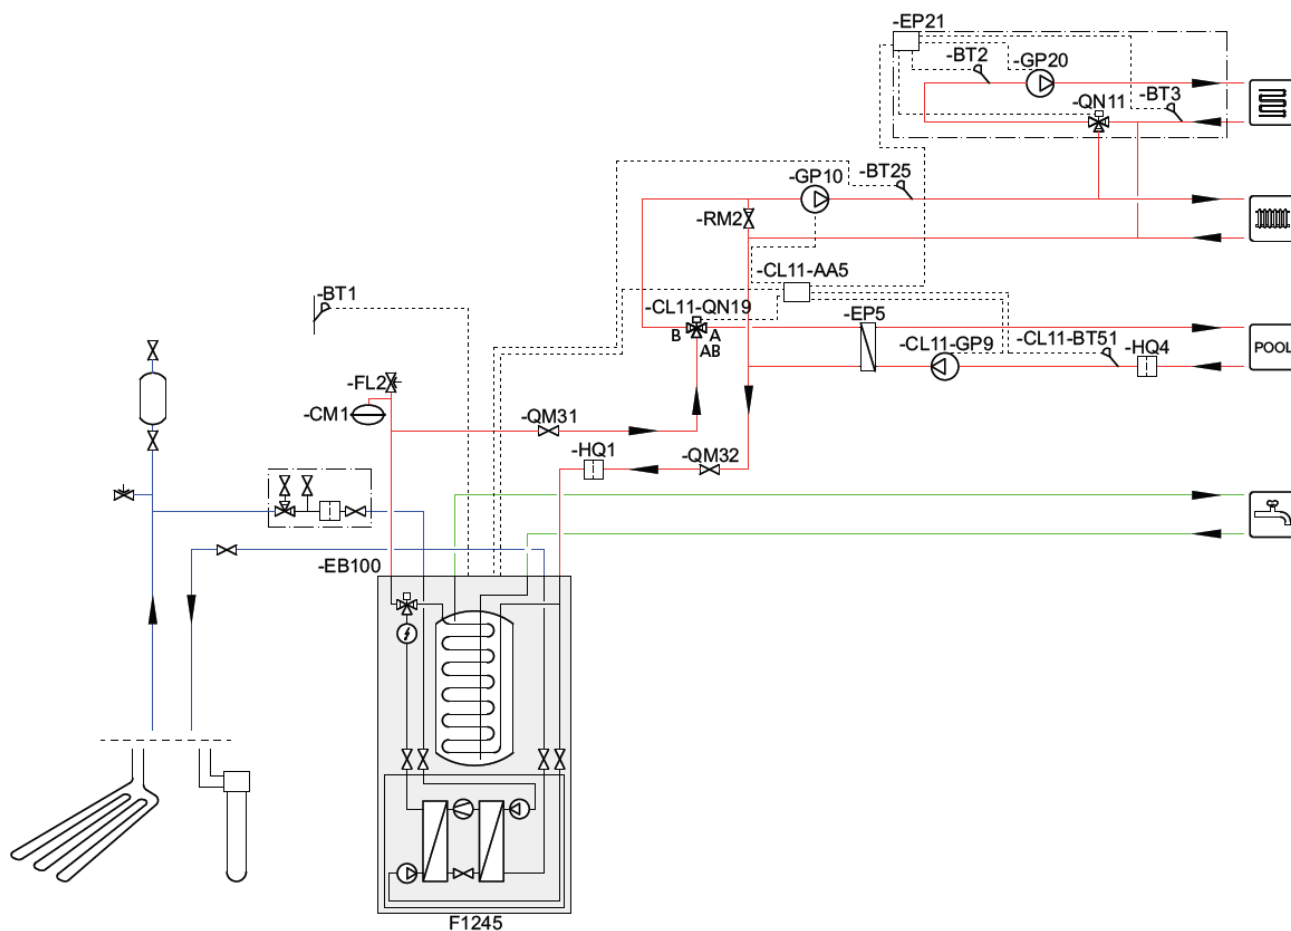 -EP21
-BT2
-GP20
-QN11
-BT3
-GP10
-BT25
-RM2
-CL11-AA5
-BT1
-CL11-QN19
-EP5
B
A
AB
-CL11-GP9
-CL11-BT51
-HQ4
POOL
-FL2
-CM1
-QM31
-HQ1
-QM32
-EB100
F1245